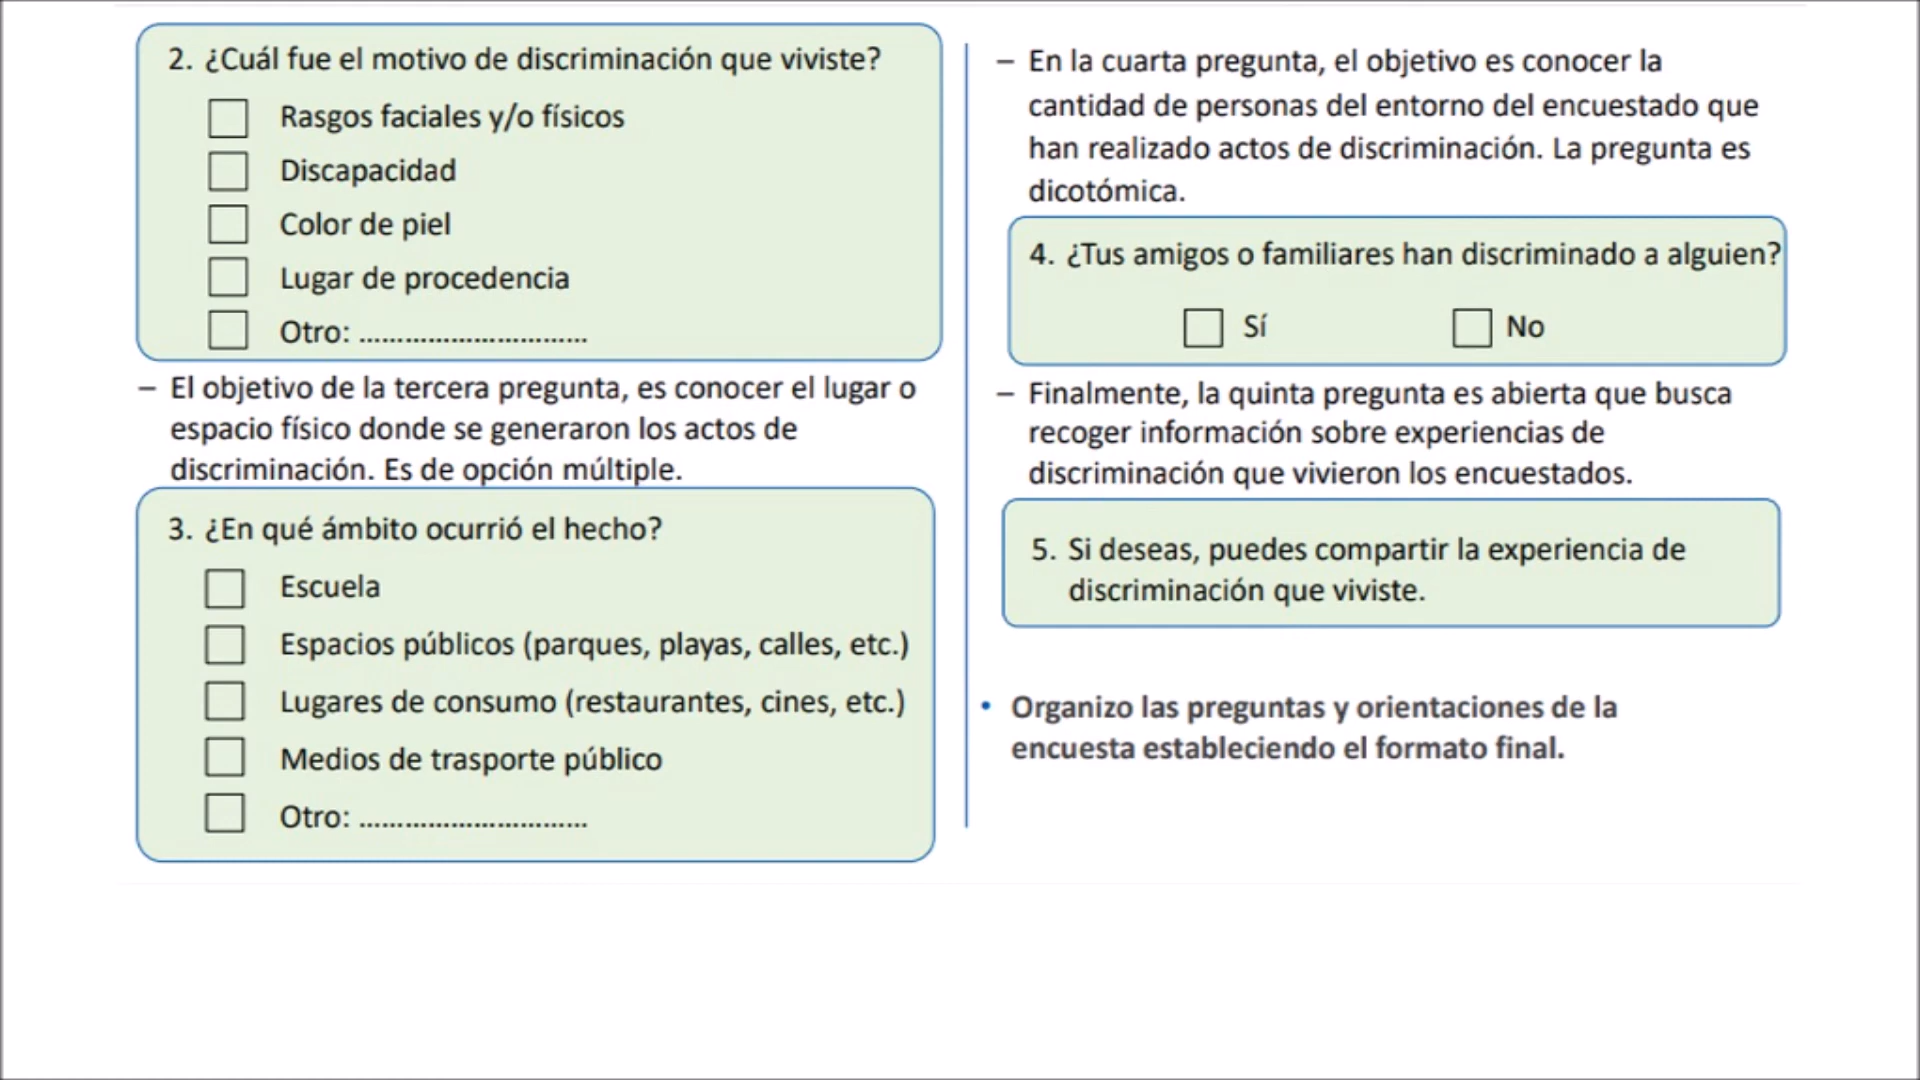 2. ¿Cuál fue el motivo de discriminación que viviste?
Rasgos faciales y/o físicos
Discapacidad
Color de piel
Lugar de procedencia
Otro: ..............................
– El objetivo de la tercera pregunta, es conocer el lugar o
espacio físico donde se generaron los actos de
discriminación. Es de opción múltiple.
3. ¿En qué ámbito ocurrió el hecho?
Escuela
Espacios públicos (parques, playas, calles, etc.)
Lugares de consumo (restaurantes, cines, etc.)
Medios de trasporte público
Otro: ..............................
– En la cuarta pregunta, el objetivo es conocer la
cantidad de personas del entorno del encuestado que
han realizado actos de discriminación. La pregunta es
dicotómica.
4. ¿Tus amigos o familiares han discriminado a alguien?
Sí No
– Finalmente, la quinta pregunta es abierta que busca
recoger información sobre experiencias de
discriminación que vivieron los encuestados.
5. Si deseas, puedes compartir la experiencia de
discriminación que viviste.
• Organizo las preguntas y orientaciones de la
encuesta estableciendo el formato final.